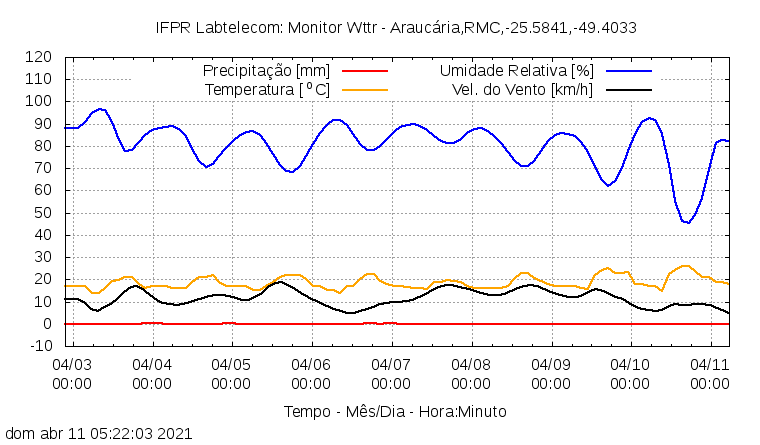 IFPR Labtelecom: Monitor Wttr - Araucária,RMC,-25.5841,-49.4033
120
110
100
90
80
70
60
50
40
30
20
10
0
-10
Precipitação [mm]
Temperatura [ ⁰C]
Umidade Relativa [%]
Vel. do Vento [km/h]
04/03 04/04 04/05 04/06 04/07 04/08 04/09 04/10 04/11
00:00 00:00 00:00 00:00 00:00 00:00 00:00 00:00 00:00
Tempo - Mês/Dia - Hora:Minuto
dom abr 11 05:22:03 2021